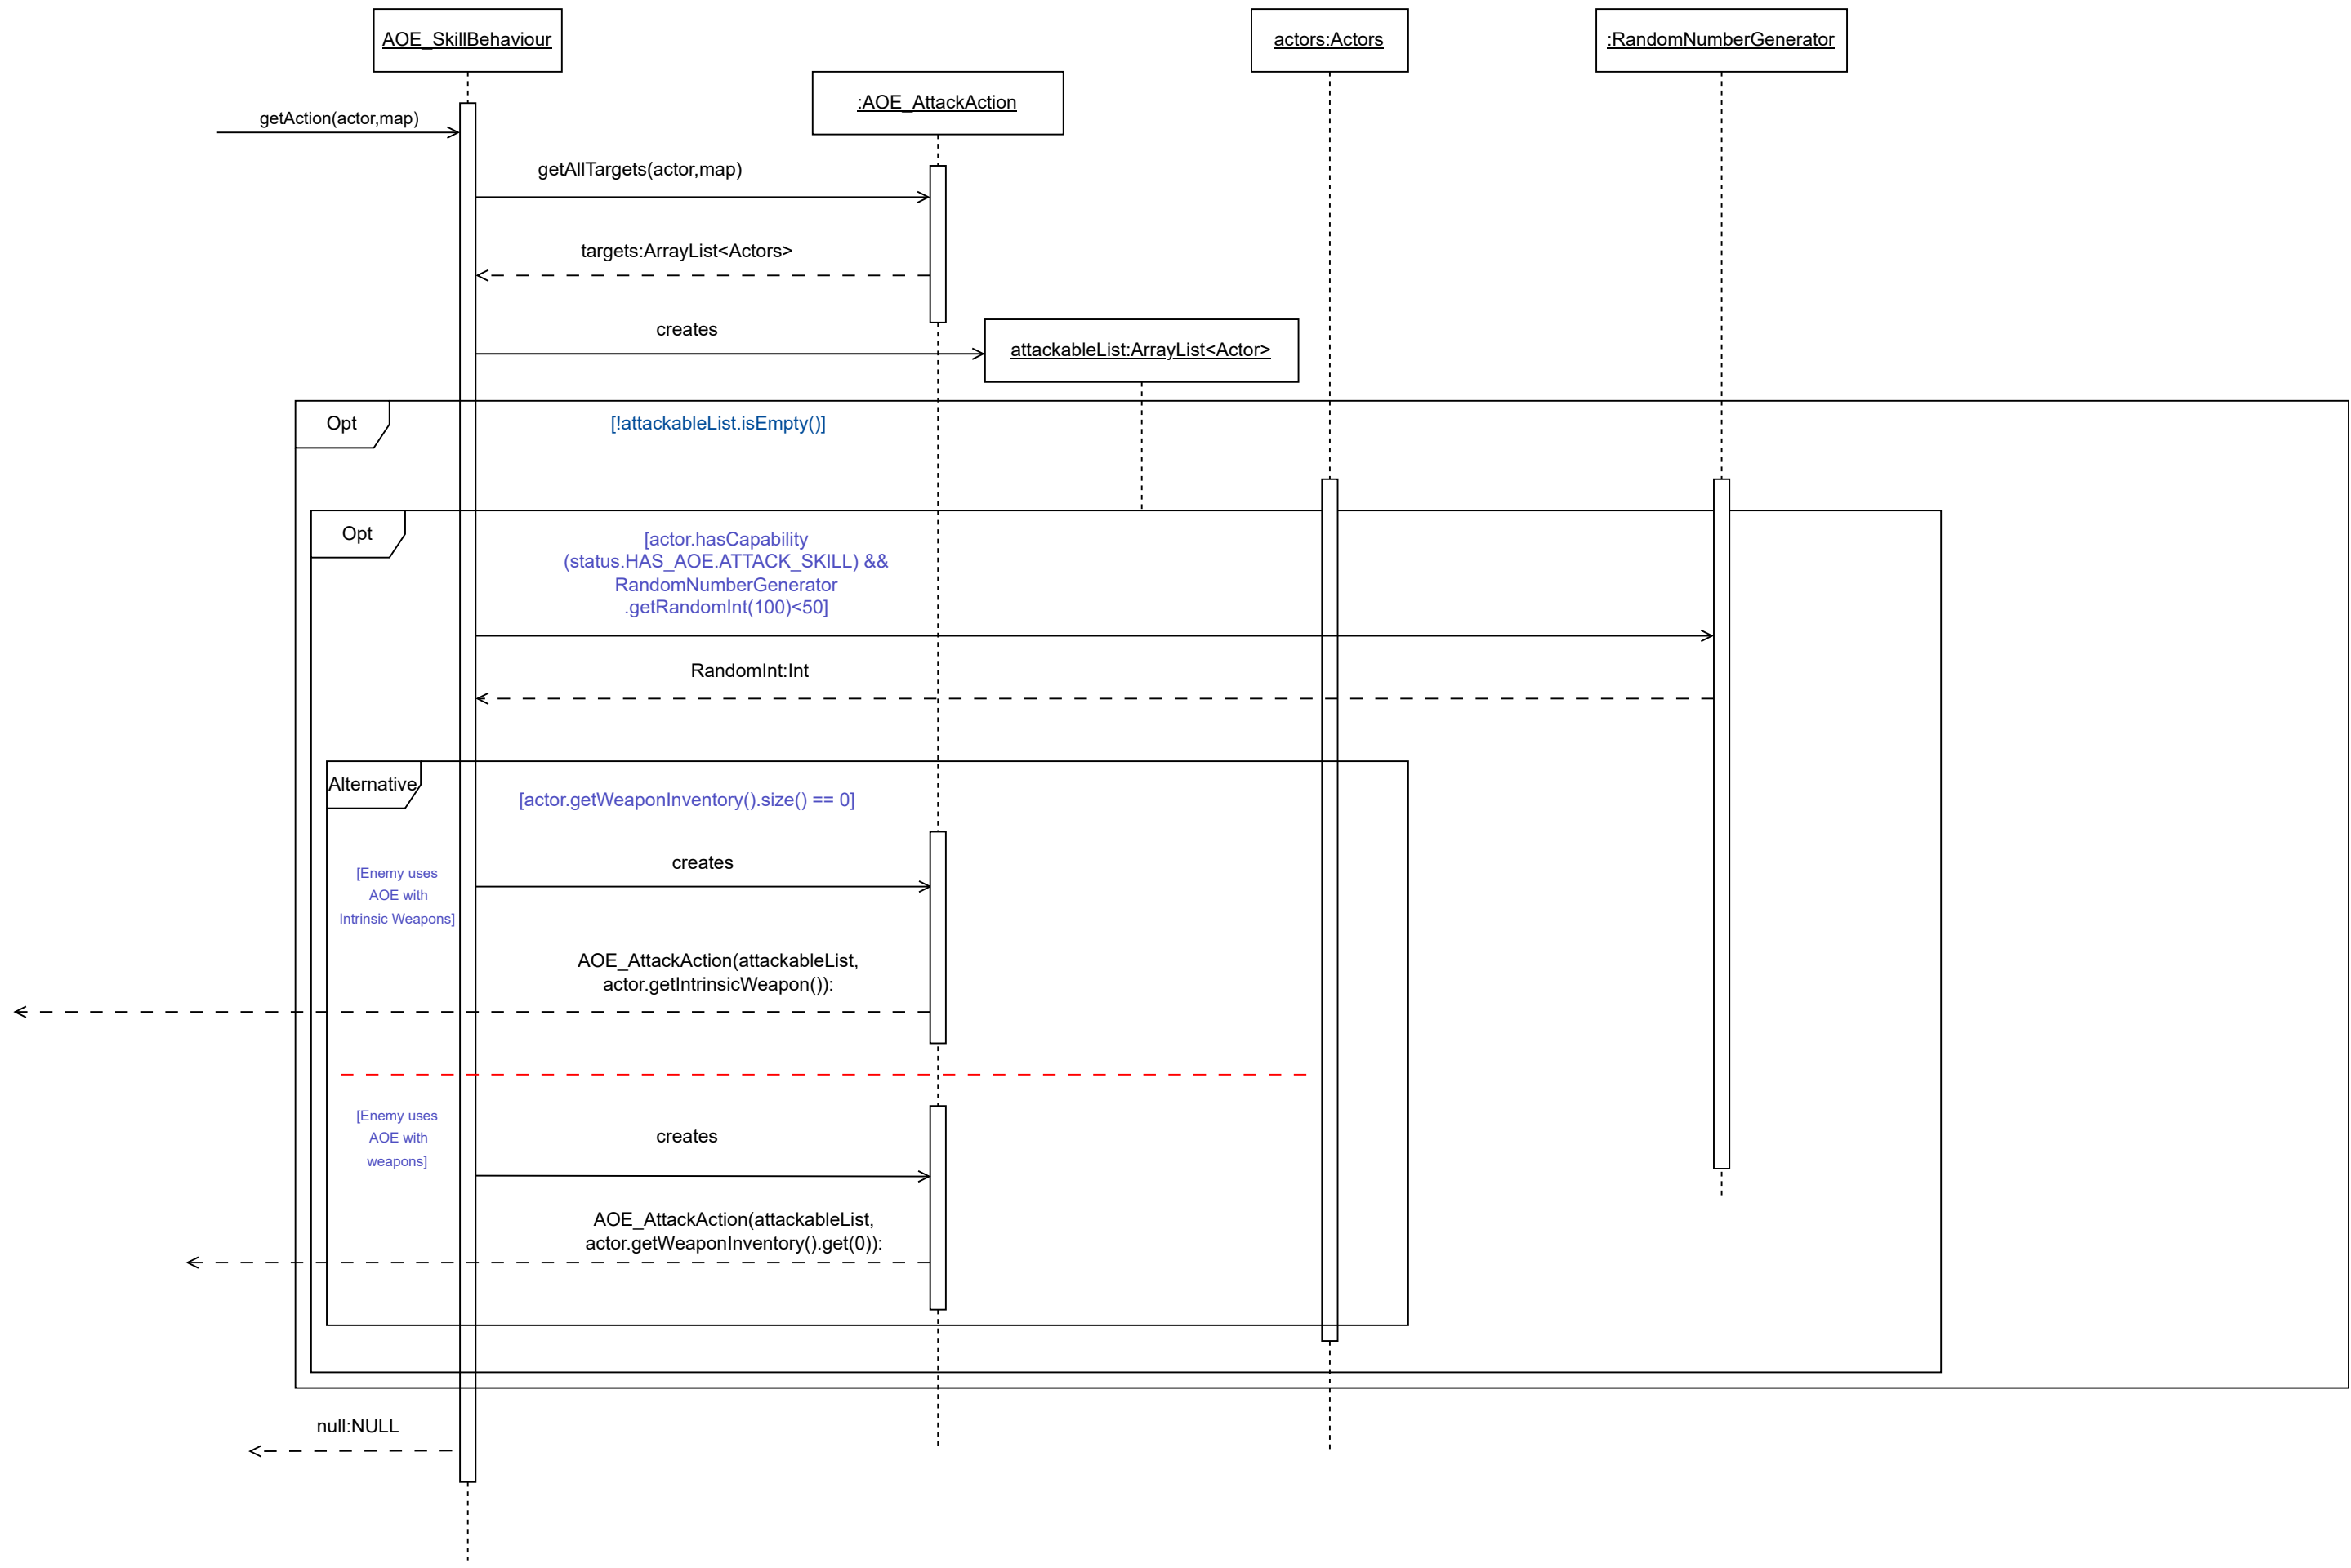 AOE_SkillBehaviour
actors:Actors
:RandomNumberGenerator
:AOE_AttackAction
getAction(actor,map)
getAllTargets(actor,map)
targets:ArrayList<Actors>
creates
attackableList:ArrayList<Actor>
Opt
[!attackableList.isEmpty()]
Opt
[actor.hasCapability
(status.HAS_AOE.ATTACK_SKILL) &&
RandomNumberGenerator
.getRandomInt(100)<50]
RandomInt:Int
Alternative
[actor.getWeaponInventory().size() == 0]
creates
[Enemy uses
AOE with
Intrinsic Weapons]
AOE_AttackAction(attackableList,
actor.getIntrinsicWeapon()):
[Enemy uses
AOE with
weapons]
creates
AOE_AttackAction(attackableList,
actor.getWeaponInventory().get(0)):
null:NULL